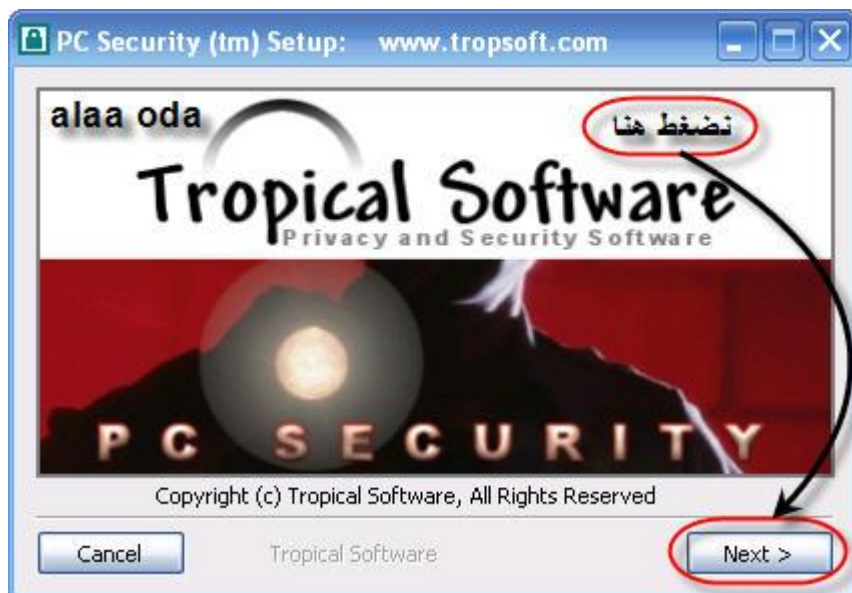 PC Security (tm) Setup: www.tropsoft.com
alaa oda
نضغط هنا
Tropical Software
Privacy and Security Software
PC SECURITY
Copyright (c) Tropical Software, All Rights Reserved
Cancel
Tropical Software
Next >